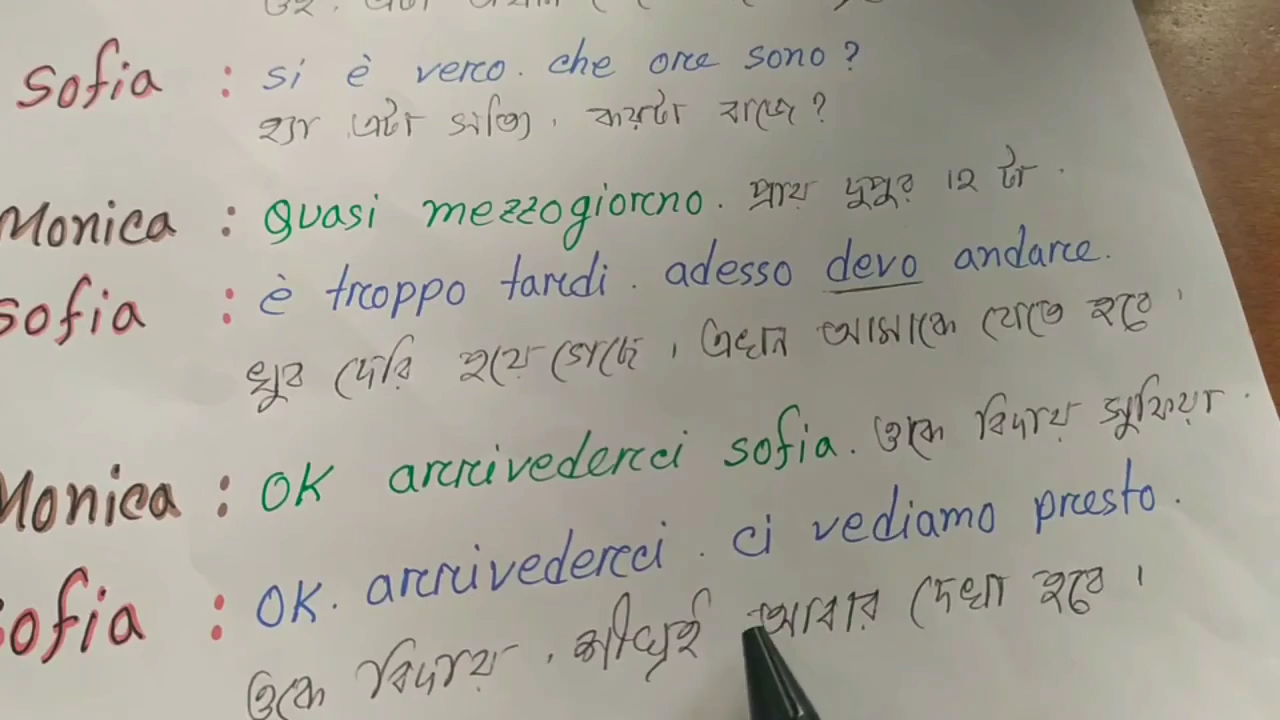 Sofia : si è vero. che ore sono?
হ্যা এটা সত্যি। কয়টা বাজে?
Monica : Quasi mezzogiorno. প্রায় দুপুর ১২ টা.
Sofia : è troppo tardi. adesso devo andare.
খুব দেরি হয়ে গেছে। এখন আমাকে যেতে হবে।
Monica : OK arrivederci sofia. ওকে বিদায় সুফিয়া.
Sofia : OK. arrivederci. ci vediamo presto.
ওকে বিদায়। শীঘ্রই আবার দেখা হবে।